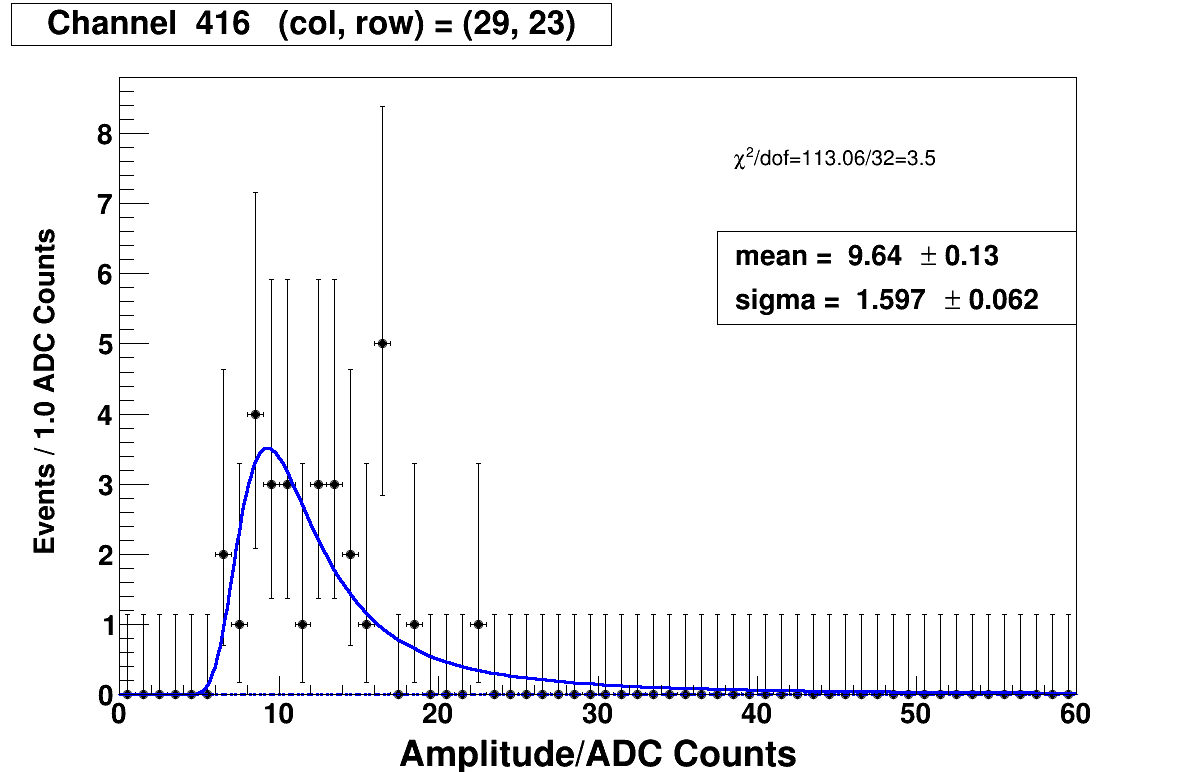 Channel 416 (col, row) = (29, 23)
χ²/dof=113.06/32=3.5
mean = 9.64 ± 0.13
sigma = 1.597 ± 0.062
Events / 1.0 ADC Counts
8
7
6
5
4
3
2
1
0
0 10 20 30 40 50 60
Amplitude/ADC Counts